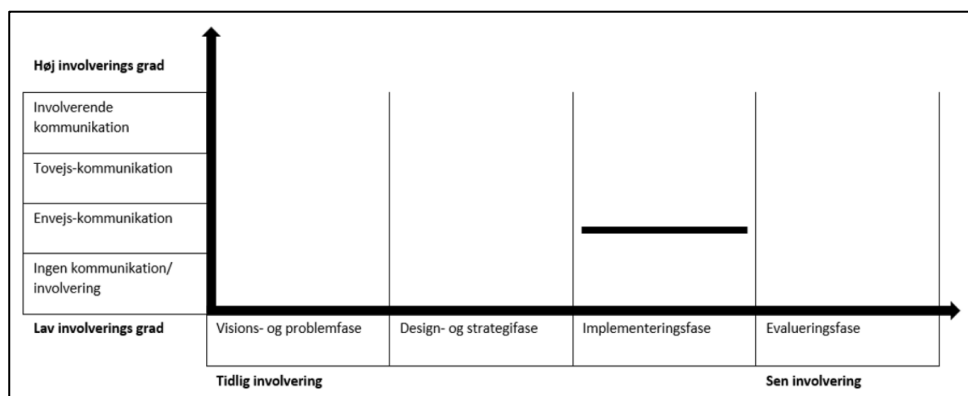 Høj involverings grad
Involverende
kommunikation
Tovejs-kommunikation
Envejs-kommunikation
Ingen kommunikation/
involvering
Lav involverings grad
Visions- og problemfase
Design- og strategifase
Implementeringsfase
Evalueringsfase
Tidlig involvering
Sen involvering